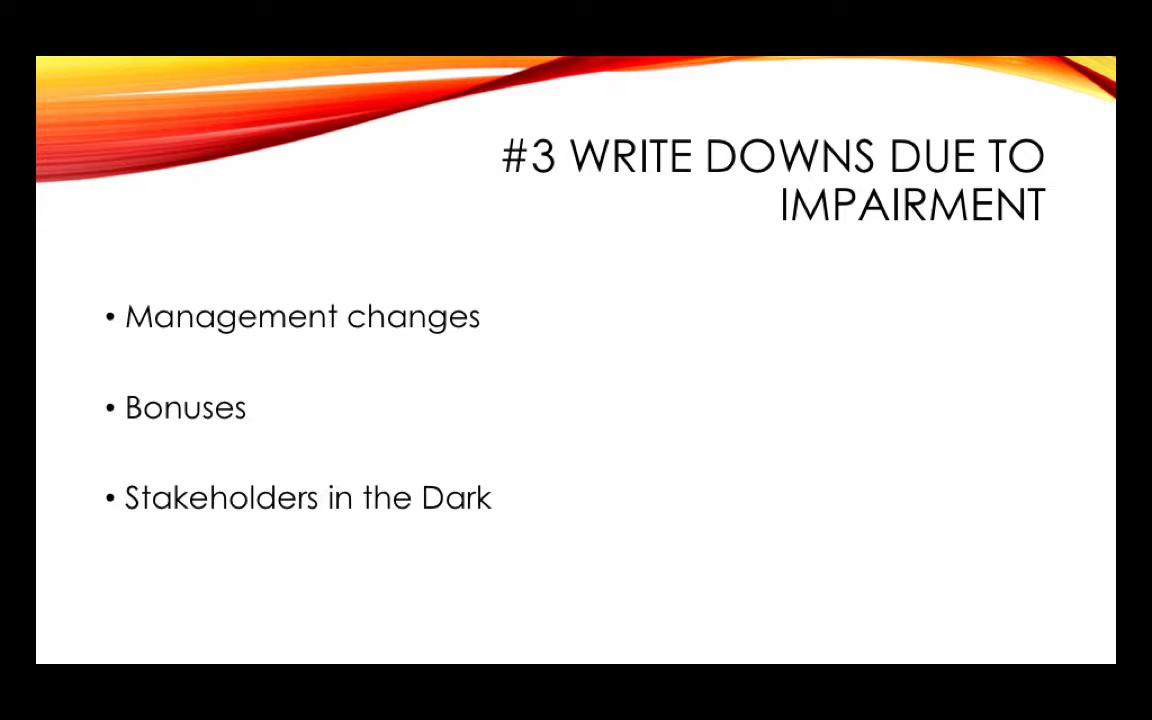 #3 WRITE DOWNS DUE TO
IMPAIRMENT
• Management changes
• Bonuses
• Stakeholders in the Dark